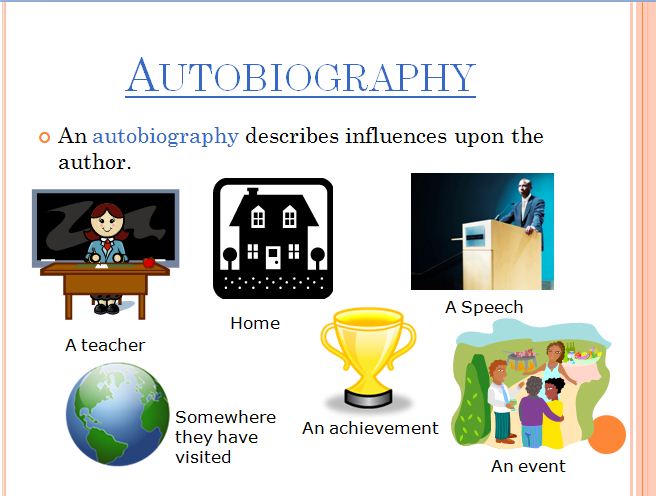 AUTOBIOGRAPHY
An autobiography describes influences upon the
author.
A teacher
Home
A Speech
Somewhere
they have
visited
An achievement
An event